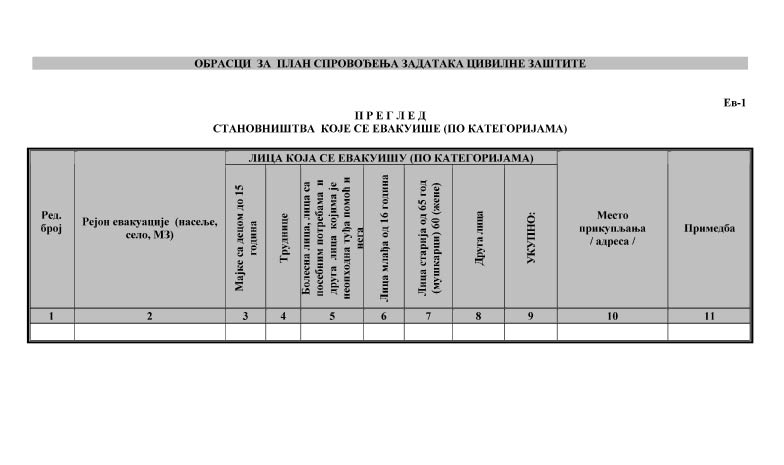 ОБРАСЦИ ЗА ПЛАН СПРОВОЂЕЊА ЗАДАТАКА ЦИВИЛНЕ ЗАШТИТЕ
Ев-1
П Р Е Г Л Е Д
СТАНОВНИШТВА КОЈЕ СЕ ЕВАКУИШЕ (ПО КАТЕГОРИЈАМА)
Ред.
број
Рејон евакуације (насеље,
село, МЗ)
ЛИЦА КОЈА СЕ ЕВАКУИШУ (ПО КАТЕГОРИЈАМА)
Мајке са децом до 15
година
Труднице
Болесна лица, лица са
посебним потребама и
друга лица којима је
неопходна туђа помоћ и
нега
Лица млађа од 16 година
Лица старија од 65 год
(мушкарци) 60 (жене)
Друга лица
УКУПНО:
Место
прикупљања
/ адреса /
Примедба
1 2 3 4 5 6 7 8 9 10 11